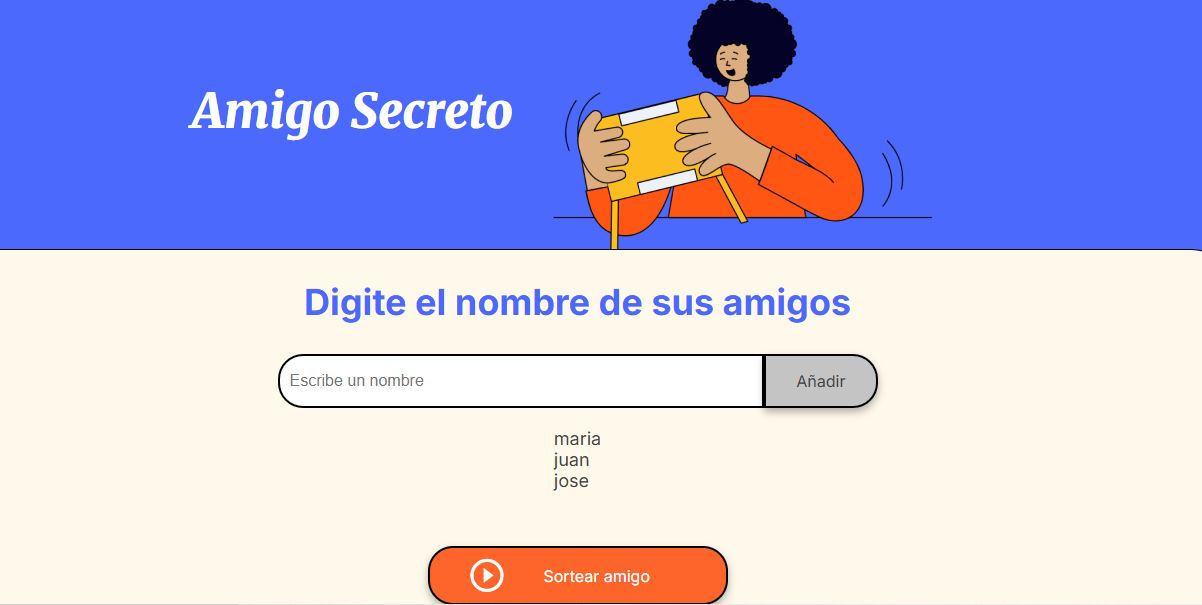 Amigo Secreto
Digite el nombre de sus amigos
Escribe un nombre
Añadir
maria
juan
jose
Sortear amigo